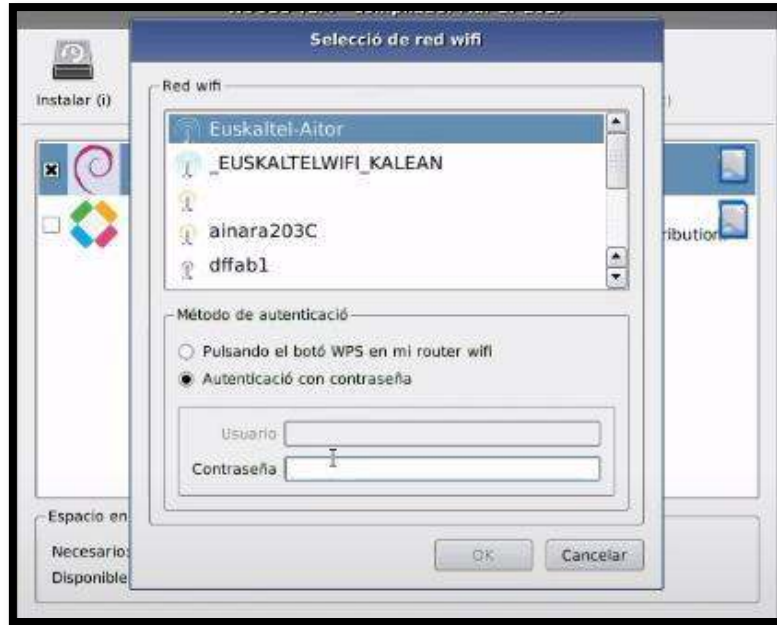 Selecció de red wifi
Instalar (i)
Red wifi
Euskaltel-Aitor
_EUSKALTELWIFI_KALEAN
ainara203C
dffab1
ribution
Método de autenticació
Pulsando el botó WPS en mi router wifi
Autenticació con contraseña
Usuario
Contraseña
Espacio en
Necesario:
Disponible
OK
Cancelar